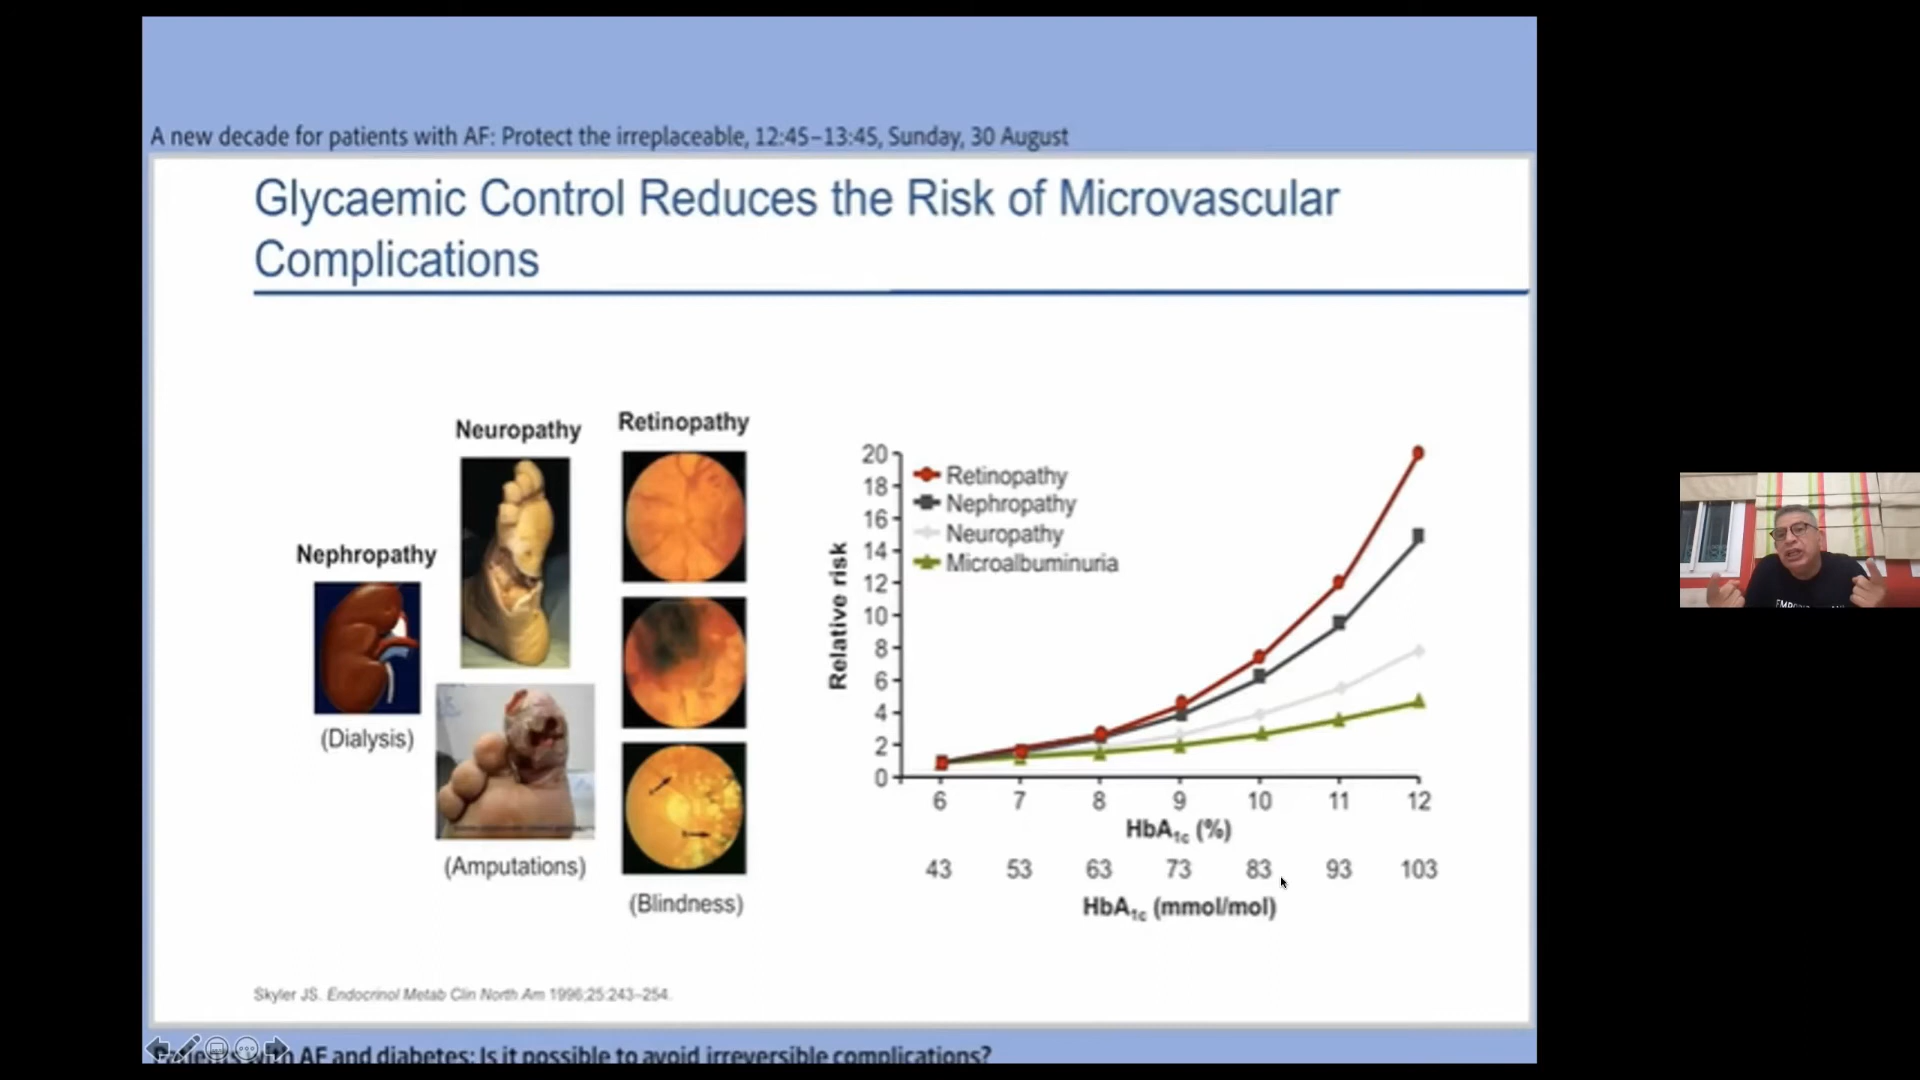 A new decade for patients with AF: Protect the irreplaceable, 12:45–13:45, Sunday, 30 August
Glycaemic Control Reduces the Risk of Microvascular
Complications
Nephropathy
(Dialysis)
Neuropathy
(Amputations)
Retinopathy
(Blindness)
Relative risk
20
18
16
14
12
10
8
6
4
2
0
Retinopathy
Nephropathy
Neuropathy
Microalbuminuria
6 7 8 9 10 11 12
HbA1c (%)
43 53 63 73 83 93 103
HbA1c (mmol/mol)
Skyler JS. Endocrinol Metab Clin North Am 1996;25:243–254.
AF and diabetes: Is it possible to avoid irreversible complications?